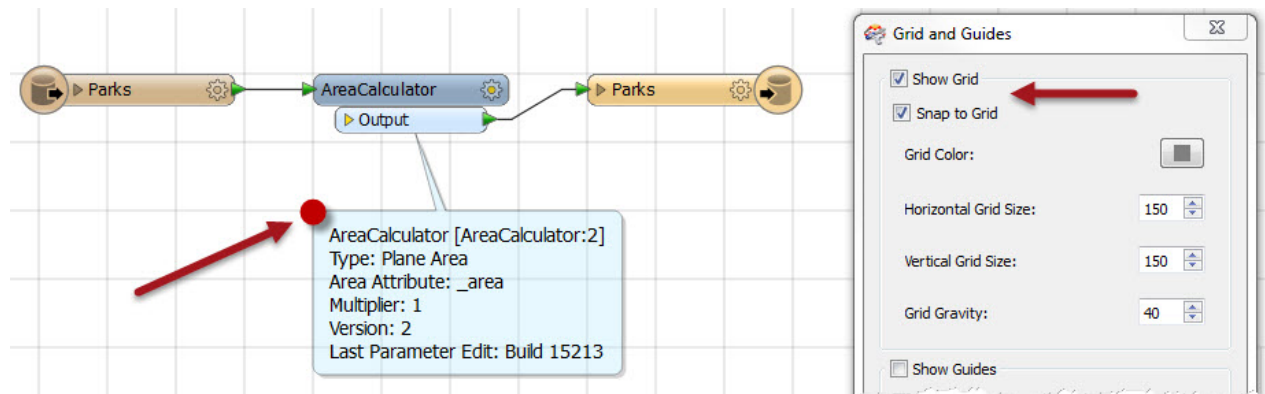 Parks
AreaCalculator
Output
Parks
AreaCalculator [AreaCalculator:2]
Type: Plane Area
Area Attribute: _area
Multiplier: 1
Version: 2
Last Parameter Edit: Build 15213
Grid and Guides
Show Grid
Snap to Grid
Grid Color:
Horizontal Grid Size: 150
Vertical Grid Size: 150
Grid Gravity: 40
Show Guides